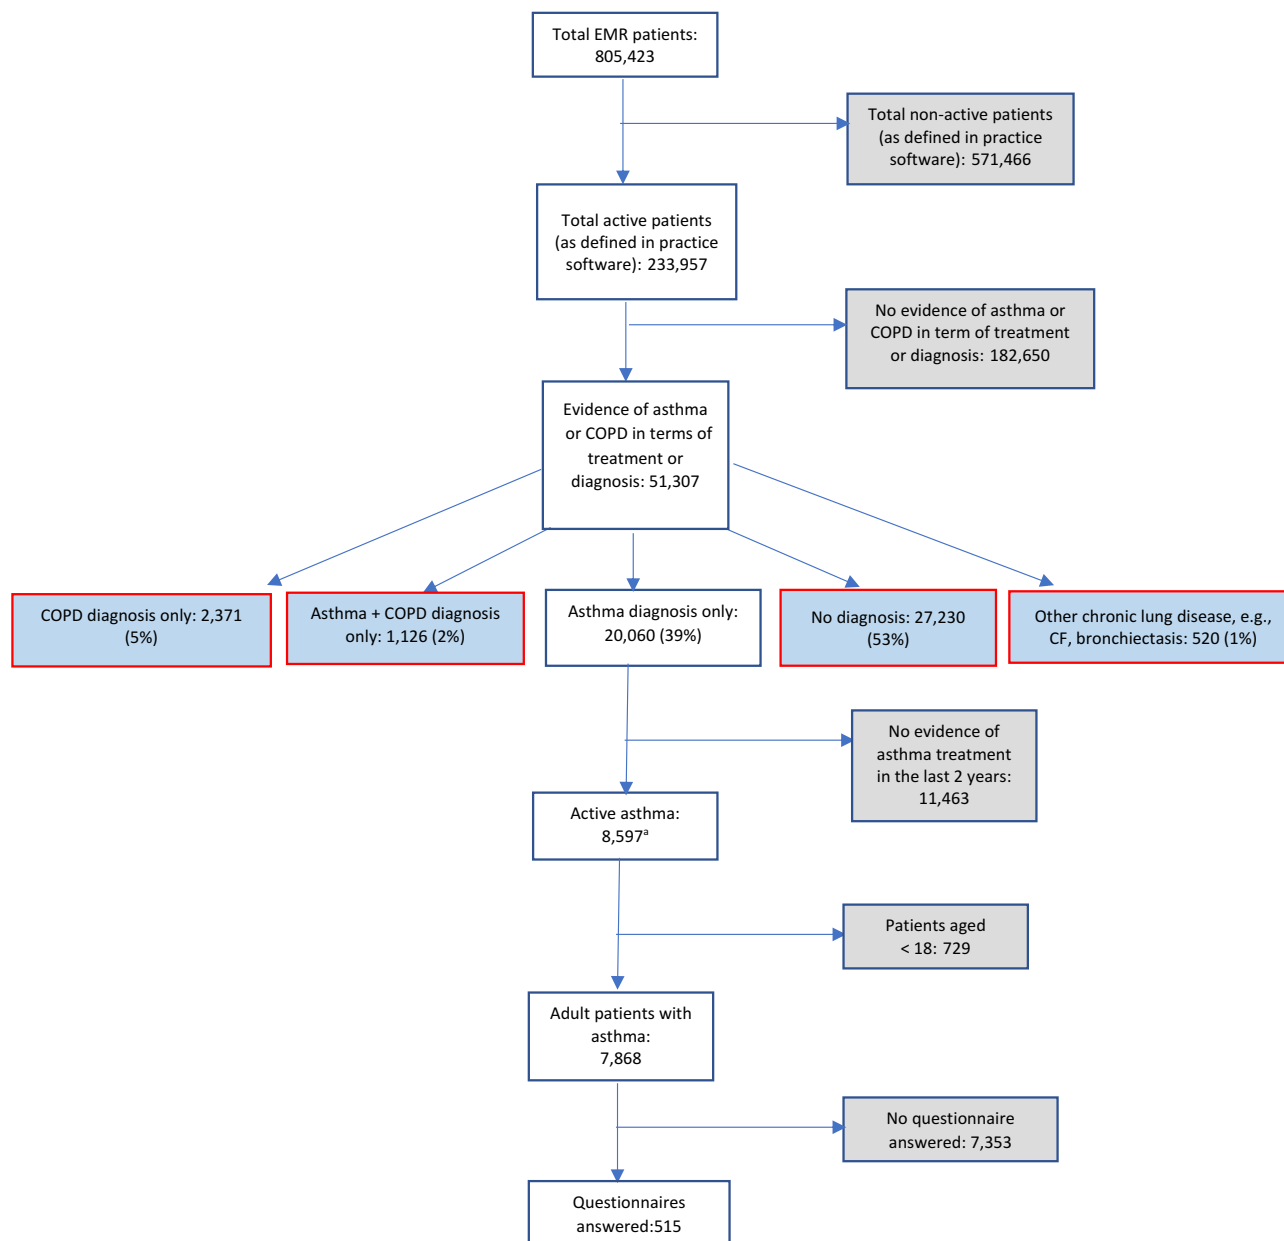 Total EMR patients:
805,423
Total non-active patients
(as defined in practice
software): 571,466
Total active patients
(as defined in practice
software): 233,957
No evidence of asthma or
COPD in term of treatment
or diagnosis: 182,650
Evidence of asthma
or COPD in terms of
treatment or
diagnosis: 51,307
COPD diagnosis only: 2,371
(5%)
Asthma + COPD diagnosis
only: 1,126 (2%)
Asthma diagnosis only:
20,060 (39%)
No diagnosis: 27,230
(53%)
Other chronic lung disease, e.g.,
CF, bronchiectasis: 520 (1%)
No evidence of
asthma treatment
in the last 2 years:
11,463
Active asthma:
8,597ᵃ
Patients aged
< 18: 729
Adult patients with
asthma:
7,868
No questionnaire
answered: 7,353
Questionnaires
answered:515